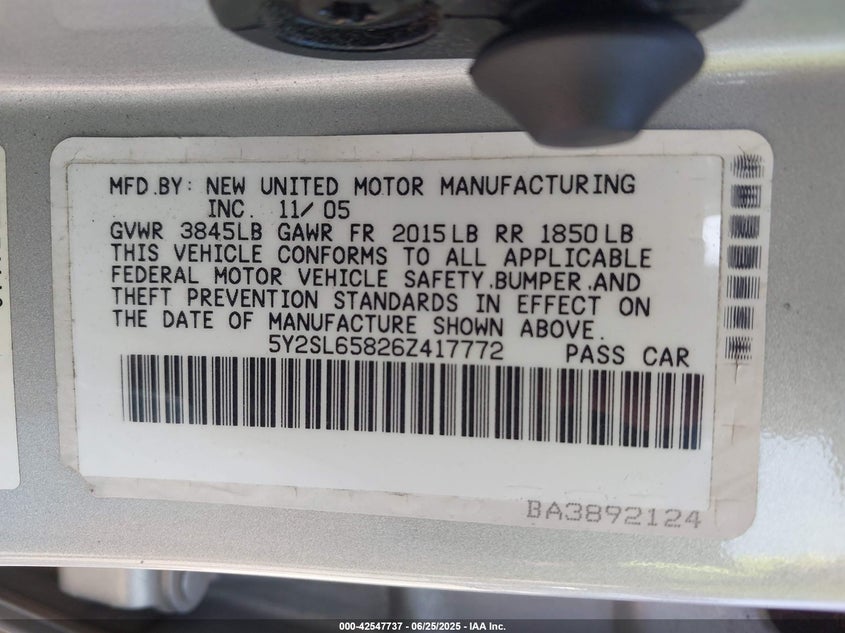 MFD.BY: NEW UNITED MOTOR MANUFACTURING
INC. 11/05
GVWR 3845LB GAWR FR 2015LB RR 1850LB
THIS VEHICLE CONFORMS TO ALL APPLICABLE
FEDERAL MOTOR VEHICLE SAFETY,BUMPER,AND
THEFT PREVENTION STANDARDS IN EFFECT ON
THE DATE OF MANUFACTURE SHOWN ABOVE.
5Y2SL65826Z417772 PASS CAR
BA3892124
000-42547737 - 06/25/2025 - IAA Inc.